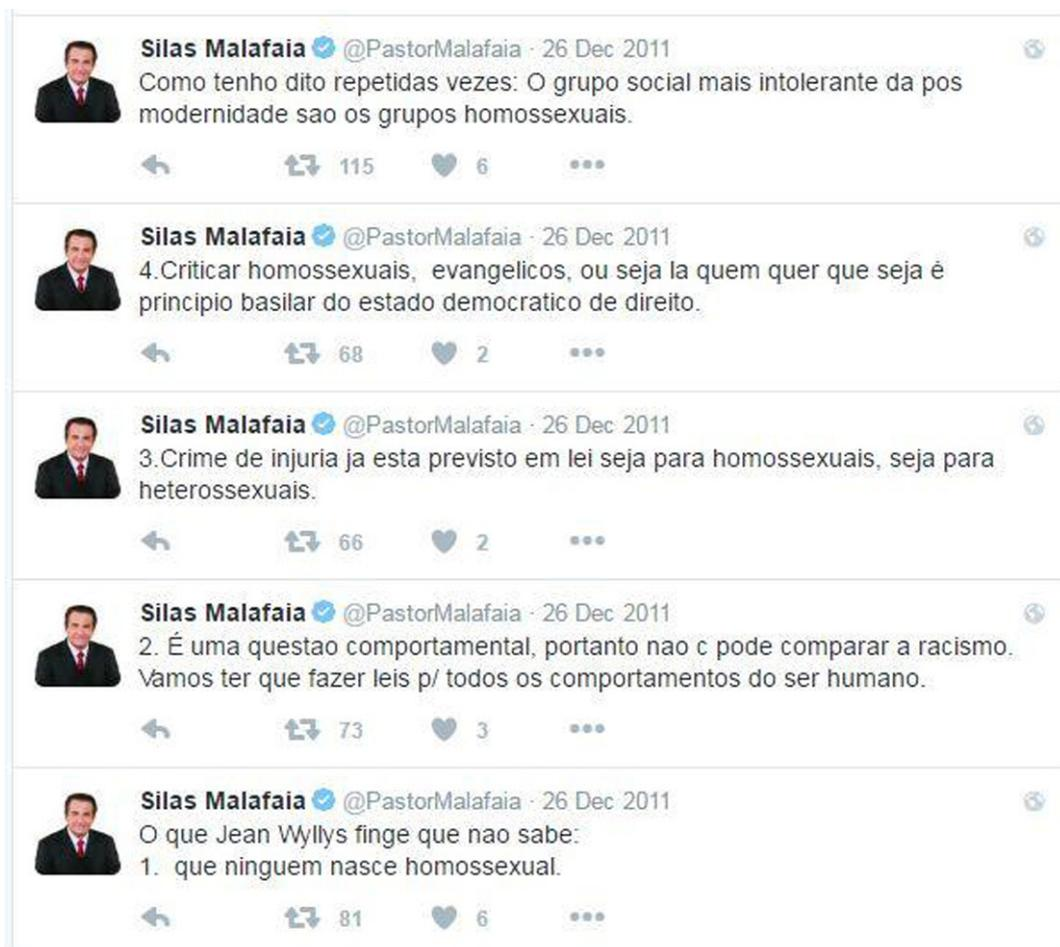 Silas Malafaia @PastorMalafaia · 26 Dec 2011
Como tenho dito repetidas vezes: O grupo social mais intolerante da pos
modernidade sao os grupos homossexuais.
115 6
Silas Malafaia @PastorMalafaia · 26 Dec 2011
4.Criticar homossexuais, evangelicos, ou seja la quem quer que seja é
principio basilar do estado democratico de direito.
68 2
Silas Malafaia @PastorMalafaia · 26 Dec 2011
3.Crime de injuria ja esta previsto em lei seja para homossexuais, seja para
heterossexuais.
66 2
Silas Malafaia @PastorMalafaia · 26 Dec 2011
2. É uma questao comportamental, portanto nao c pode comparar a racismo.
Vamos ter que fazer leis p/ todos os comportamentos do ser humano.
73 3
Silas Malafaia @PastorMalafaia · 26 Dec 2011
O que Jean Wyllys finge que nao sabe:
1. que ninguem nasce homossexual.
81 6